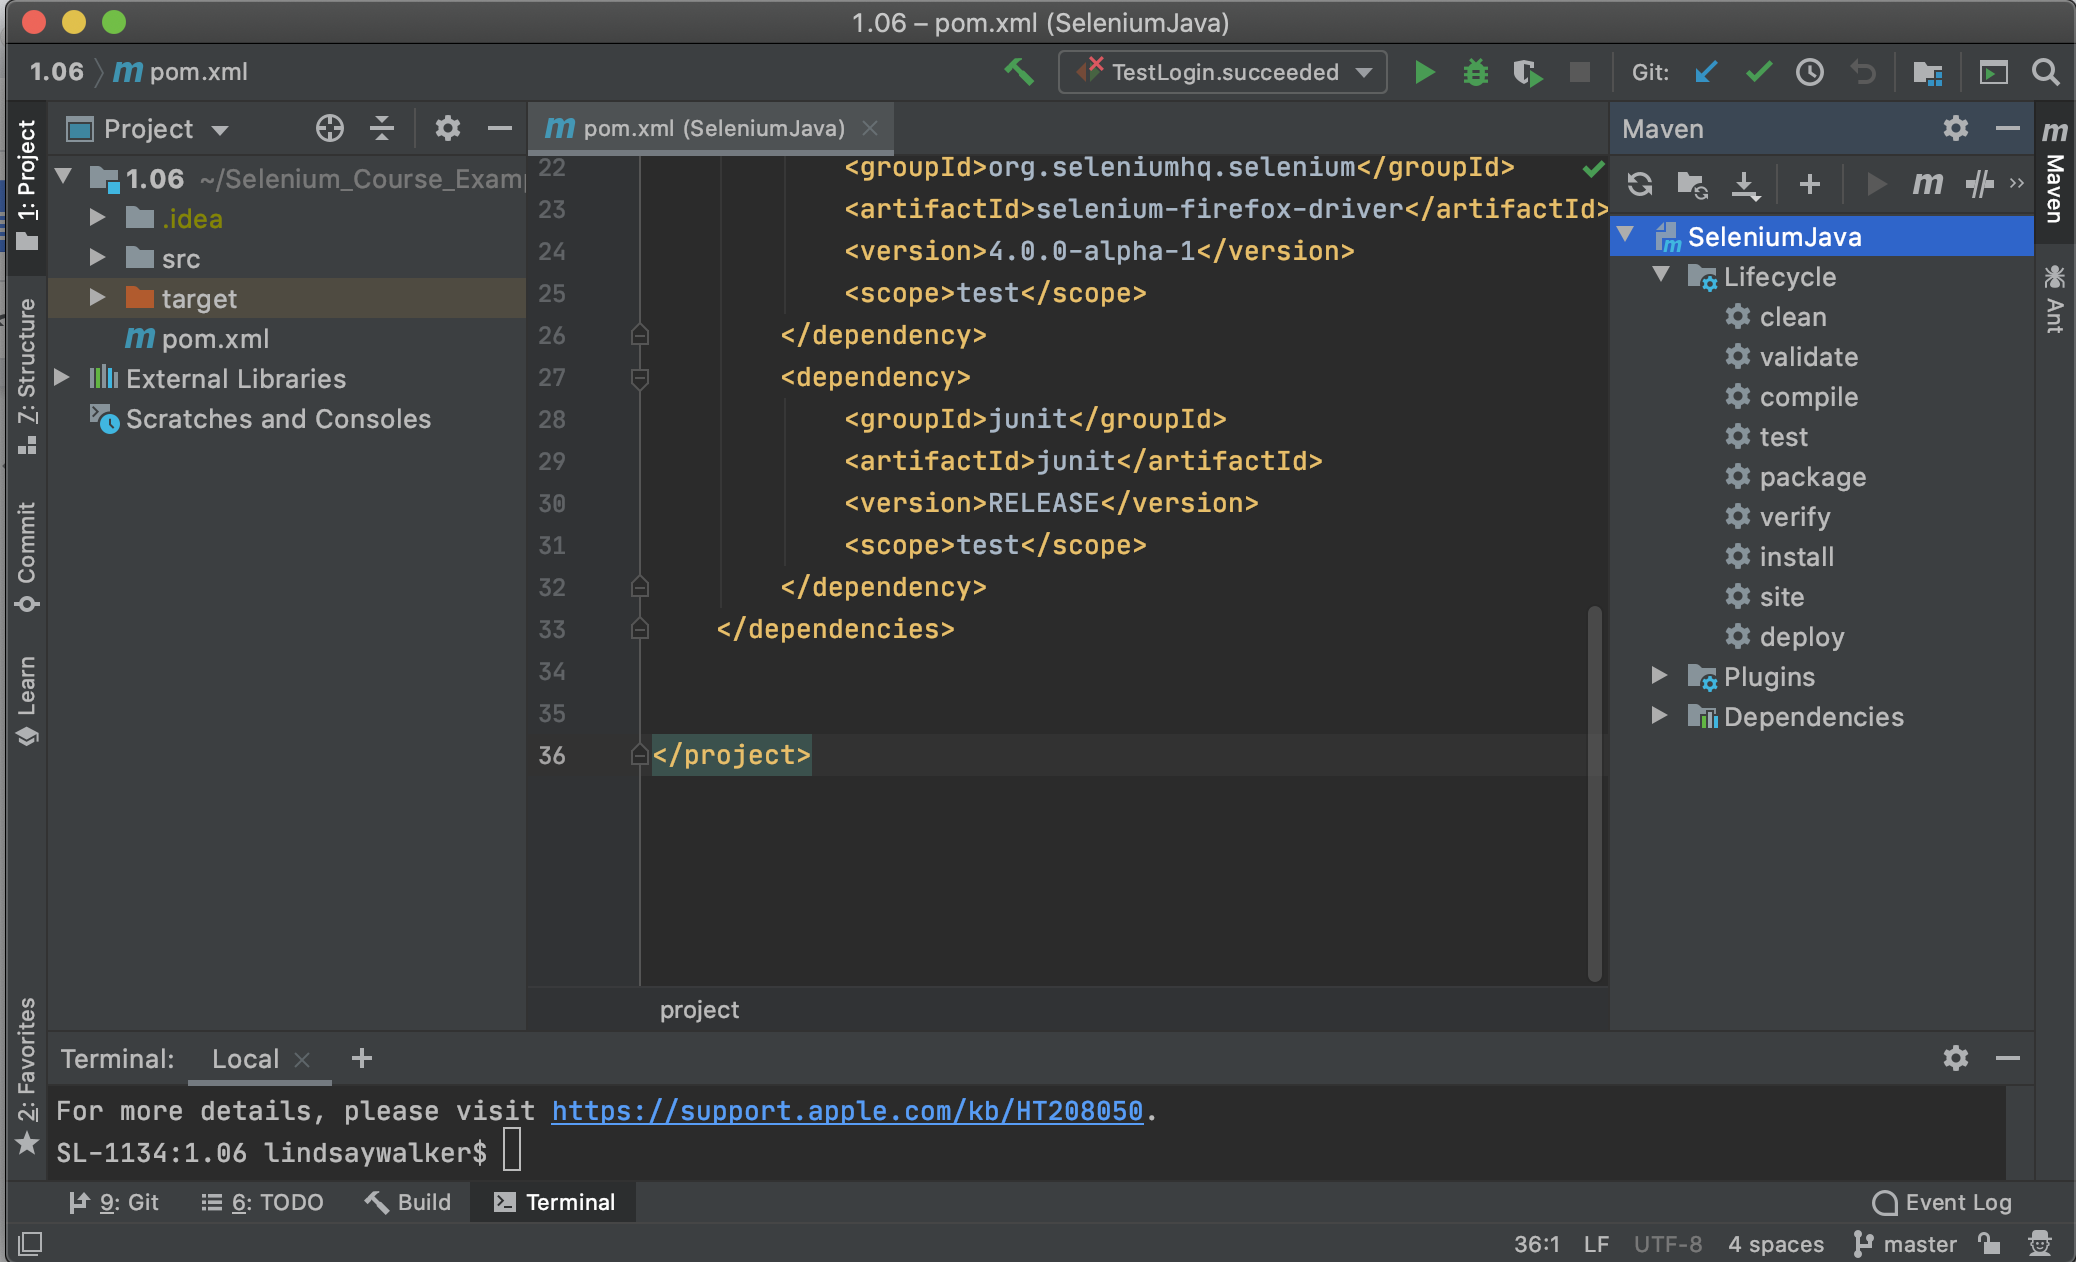 1.06 – pom.xml (SeleniumJava)
1.06 m pom.xml
TestLogin.succeeded
Git:
1: Project
Z: Structure
Commit
Learn
2: Favorites
Project
1.06 ~/Selenium_Course_Exam
.idea
src
target
m pom.xml
External Libraries
Scratches and Consoles
m pom.xml (SeleniumJava)
22 <groupId>org.seleniumhq.selenium</groupId>
23 <artifactId>selenium-firefox-driver</artifactId>
24 <version>4.0.0-alpha-1</version>
25 <scope>test</scope>
26 </dependency>
27 <dependency>
28 <groupId>junit</groupId>
29 <artifactId>junit</artifactId>
30 <version>RELEASE</version>
31 <scope>test</scope>
32 </dependency>
33 </dependencies>
34
35
36 </project>
project
Maven
m
SeleniumJava
Lifecycle
clean
validate
compile
test
package
verify
install
site
deploy
Plugins
Dependencies
m Maven
Ant
Terminal: Local
For more details, please visit https://support.apple.com/kb/HT208050.
SL-1134:1.06 lindsaywalker$
9: Git 6: TODO Build Terminal Event Log
36:1 LF UTF-8 4 spaces master